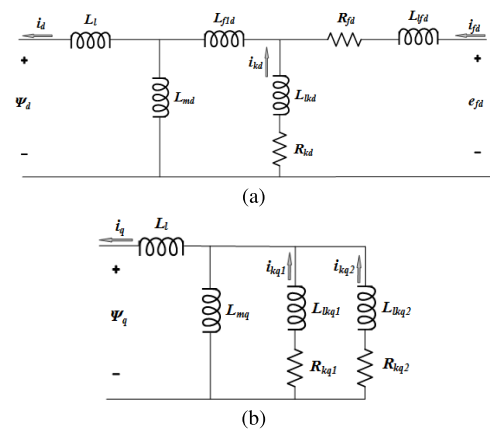 i_d L_l L_f1d R_fd L_lfd i_fd
+ i_kd +
Ψ_d L_md L_lkd e_fd
– R_kd –
(a)
i_q L_l
+ i_kq1 i_kq2
Ψ_q L_mq L_lkq1 L_lkq2
– R_kq1 R_kq2
(b)